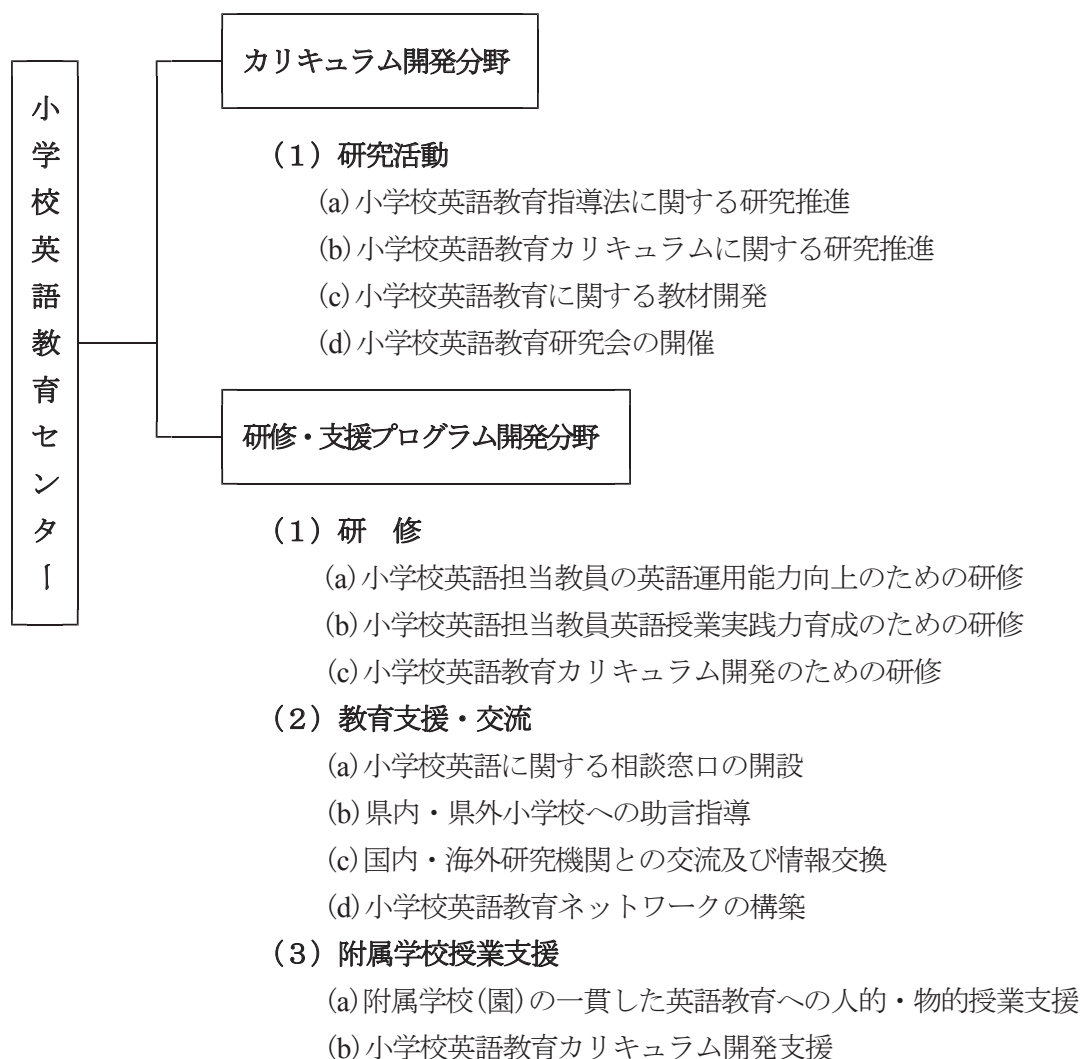 小学校英語教育センター
カリキュラム開発分野
（１）研究活動
(a)小学校英語教育指導法に関する研究推進
(b)小学校英語教育カリキュラムに関する研究推進
(c)小学校英語教育に関する教材開発
(d)小学校英語教育研究会の開催
研修・支援プログラム開発分野
（１）研　修
(a)小学校英語担当教員の英語運用能力向上のための研修
(b)小学校英語担当教員英語授業実践力育成のための研修
(c)小学校英語教育カリキュラム開発のための研修
（２）教育支援・交流
(a)小学校英語に関する相談窓口の開設
(b)県内・県外小学校への助言指導
(c)国内・海外研究機関との交流及び情報交換
(d)小学校英語教育ネットワークの構築
（３）附属学校授業支援
(a)附属学校(園)の一貫した英語教育への人的・物的授業支援
(b)小学校英語教育カリキュラム開発支援